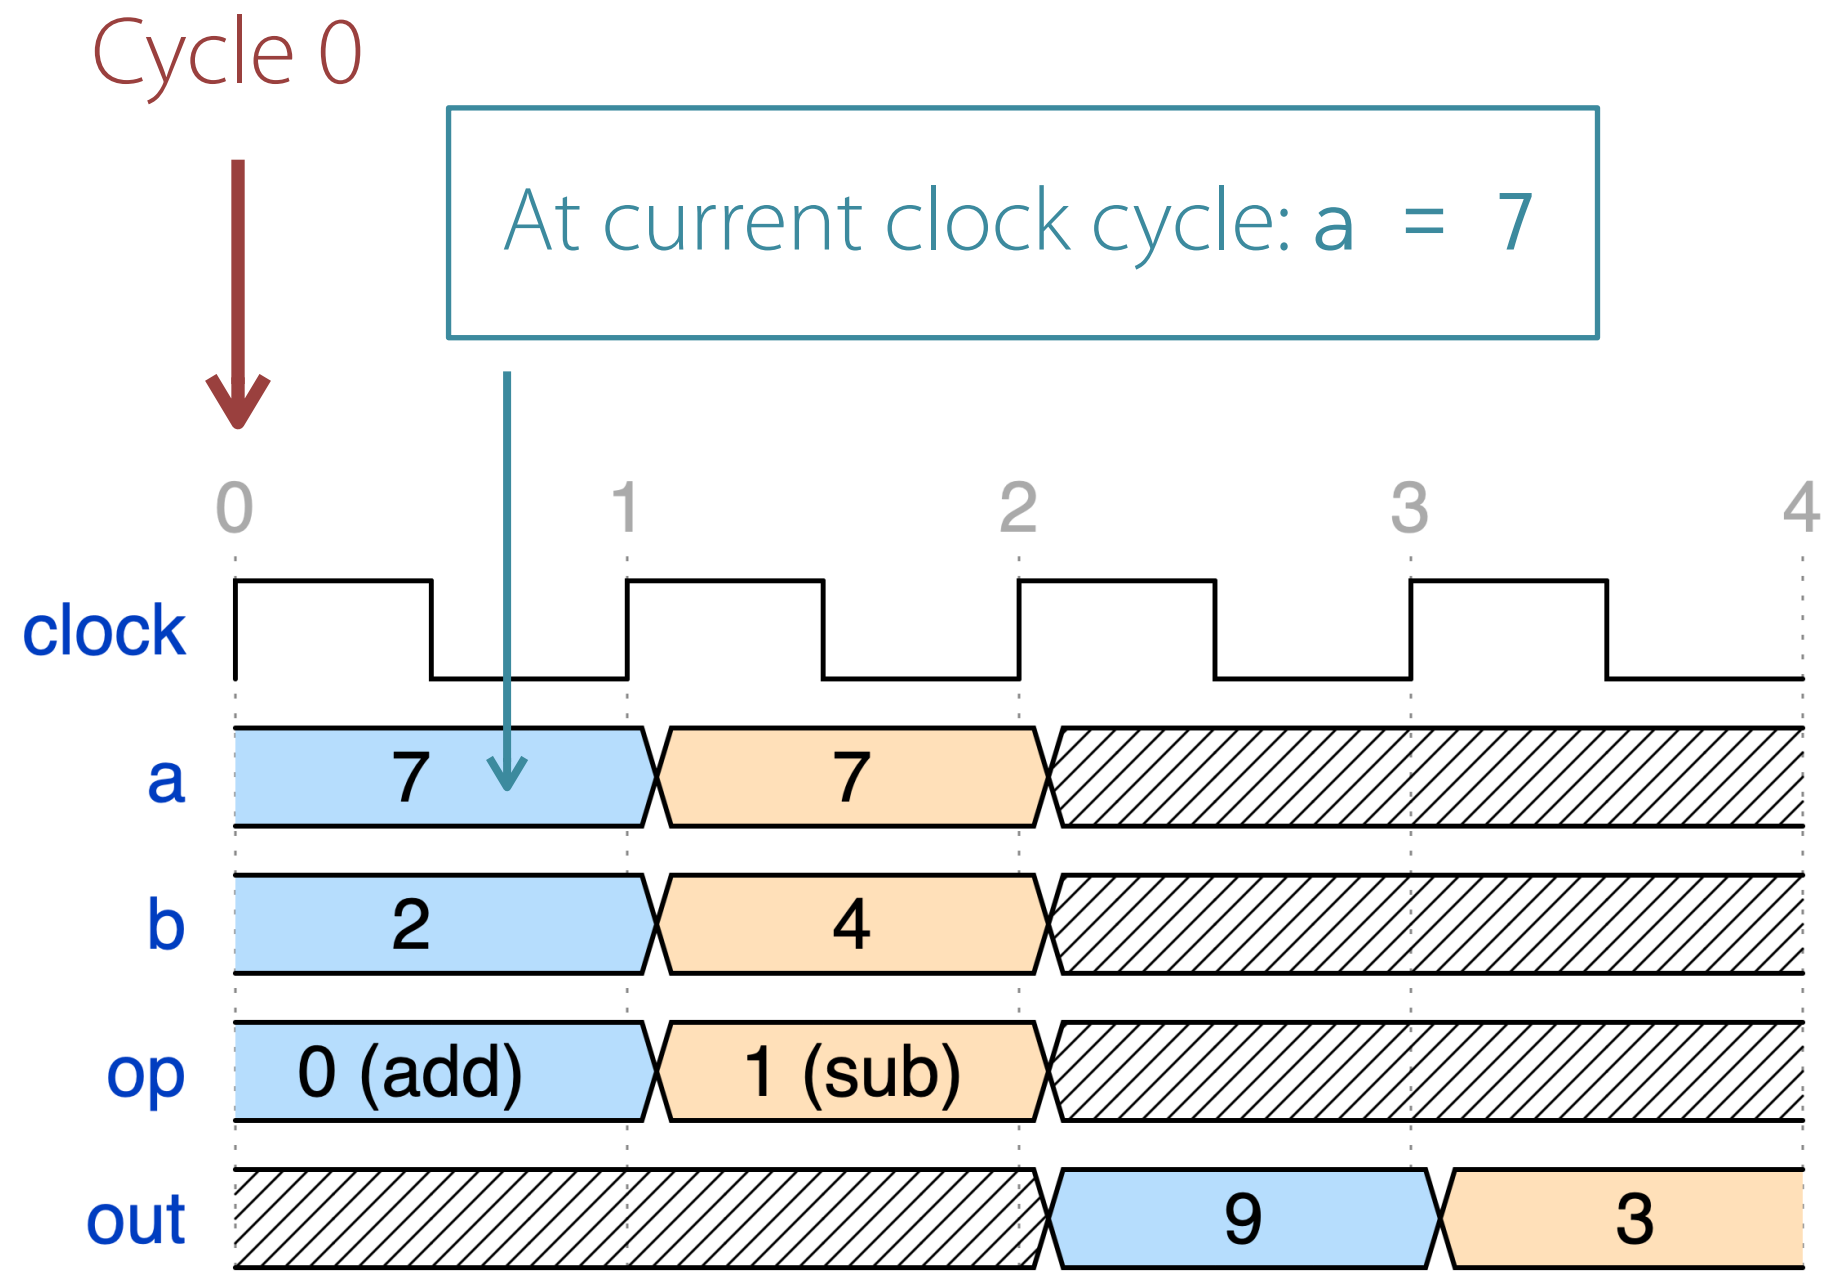 Cycle 0
At current clock cycle: a = 7
0 1 2 3 4
clock
a 7 7
b 2 4
op 0 (add) 1 (sub)
out 9 3